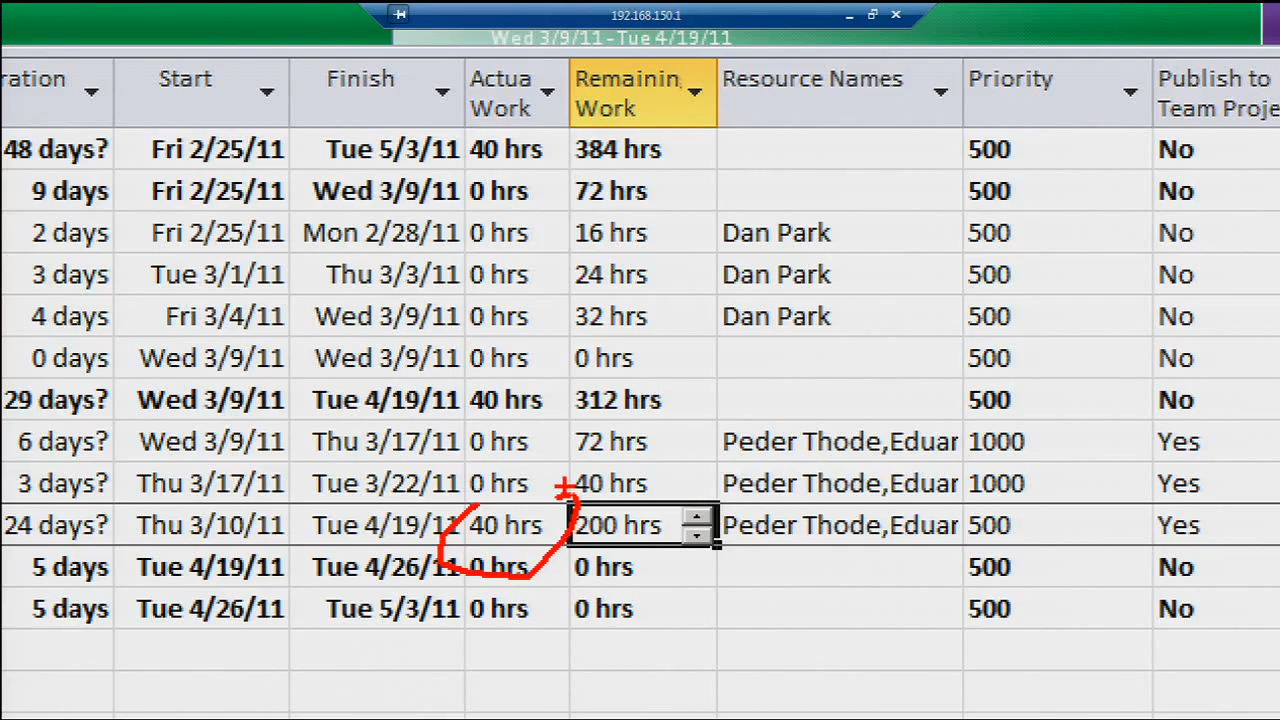 192.168.150.1
Wed 3/9/11 - Tue 4/19/11
ration Start Finish Actua Work Remainin Work Resource Names Priority Publish to Team Proje
48 days? Fri 2/25/11 Tue 5/3/11 40 hrs 384 hrs 500 No
9 days Fri 2/25/11 Wed 3/9/11 0 hrs 72 hrs 500 No
2 days Fri 2/25/11 Mon 2/28/11 0 hrs 16 hrs Dan Park 500 No
3 days Tue 3/1/11 Thu 3/3/11 0 hrs 24 hrs Dan Park 500 No
4 days Fri 3/4/11 Wed 3/9/11 0 hrs 32 hrs Dan Park 500 No
0 days Wed 3/9/11 Wed 3/9/11 0 hrs 0 hrs 500 No
29 days? Wed 3/9/11 Tue 4/19/11 40 hrs 312 hrs 500 No
6 days? Wed 3/9/11 Thu 3/17/11 0 hrs 72 hrs Peder Thode,Eduar 1000 Yes
3 days? Thu 3/17/11 Tue 3/22/11 0 hrs 40 hrs Peder Thode,Eduar 1000 Yes
24 days? Thu 3/10/11 Tue 4/19/11 40 hrs 200 hrs Peder Thode,Eduar 500 Yes
5 days Tue 4/19/11 Tue 4/26/11 0 hrs 0 hrs 500 No
5 days Tue 4/26/11 Tue 5/3/11 0 hrs 0 hrs 500 No